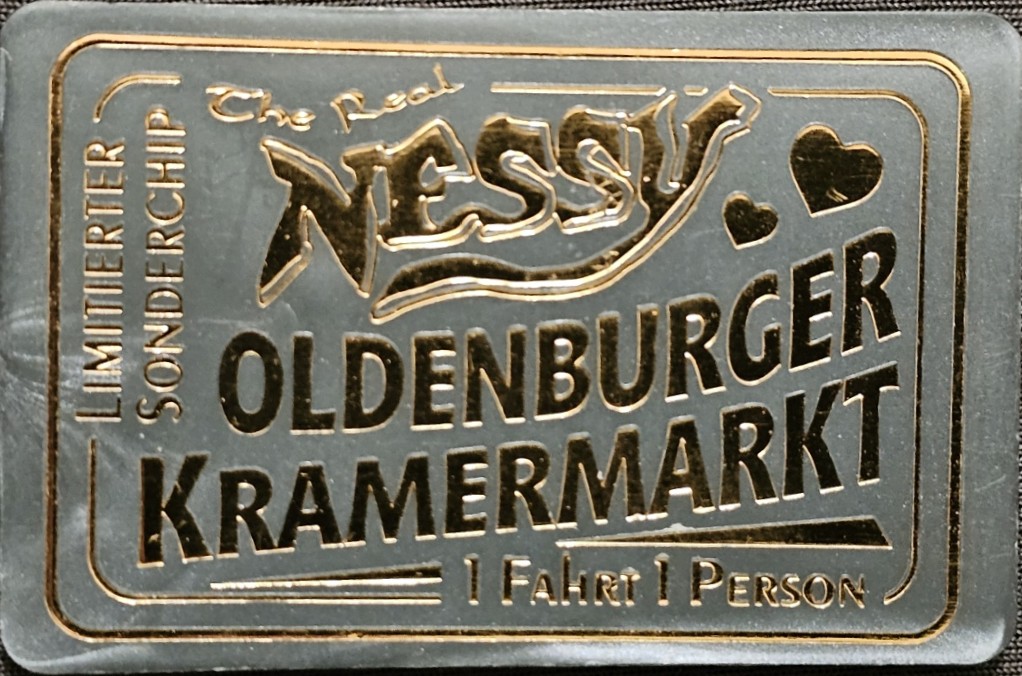 LIMITIERTER
SONDERCHIP
The Real
NESSY
OLDENBURGER
KRAMERMARKT
1 FAHRT 1 PERSON